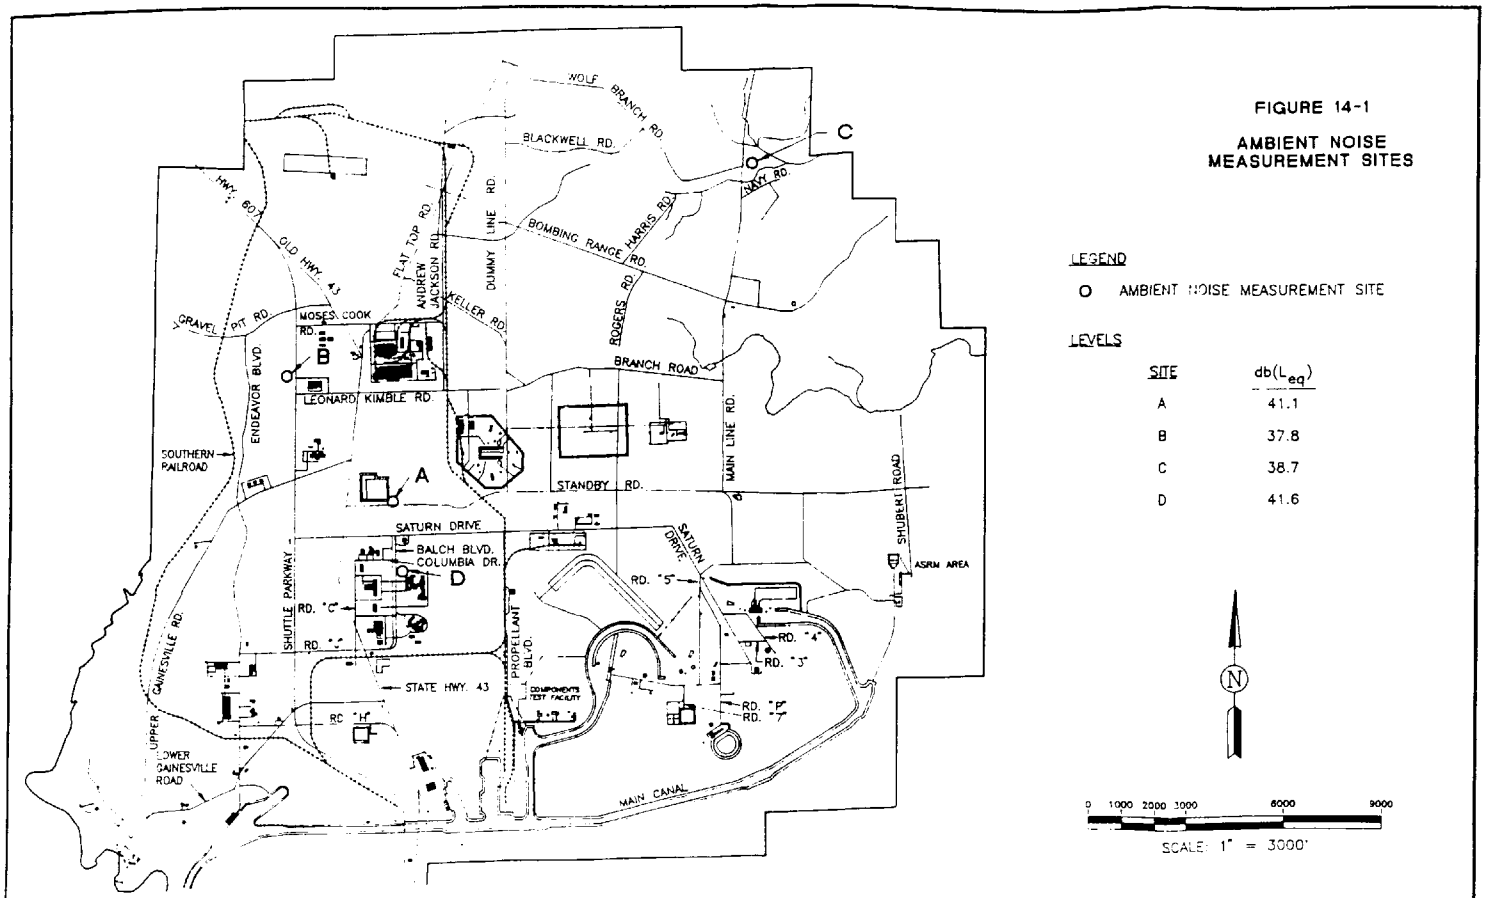 FIGURE 14-1
AMBIENT NOISE
MEASUREMENT SITES
LEGEND
AMBIENT NOISE MEASUREMENT SITE
LEVELS
SITE
db(Leq)
A 41.1
B 37.8
C 38.7
D 41.6
N
0 1000 2000 3000 6000 9000
SCALE: 1" = 3000'
WOLF BRANCH RD.
BLACKWELL RD.
C
NAVY RD.
HARRIS RD.
BOMBING RANGE RD.
ROGERS RD.
DUMMY LINE RD.
HWY. 607
OLD HWY. 43
FLAT TOP RD.
ANDREW
JACKSON RD.
KELLER RD.
GRAVEL PIT RD.
MOSES COOK
RD.
B
ENDEAVOR BLVD.
LEONARD KIMBLE RD.
BRANCH ROAD
MAIN LINE RD.
SOUTHERN
RAILROAD
A
STANDBY RD.
SHUBERT ROAD
SATURN DRIVE
SATURN
DRIVE
BALCH BLVD.
COLUMBIA DR.
D
ASRM AREA
RD. "S"
RD. "C"
SHUTTLE PARKWAY
RD. "J"
PROPELLANT
BLVD.
RD. "4"
RD. "3"
UPPER GAINESVILLE RD.
STATE HWY. 43
COMPONENTS
TEST FACILITY
RD. "H"
RD. "P"
RD. "7"
LOWER
GAINESVILLE
ROAD
MAIN CANAL